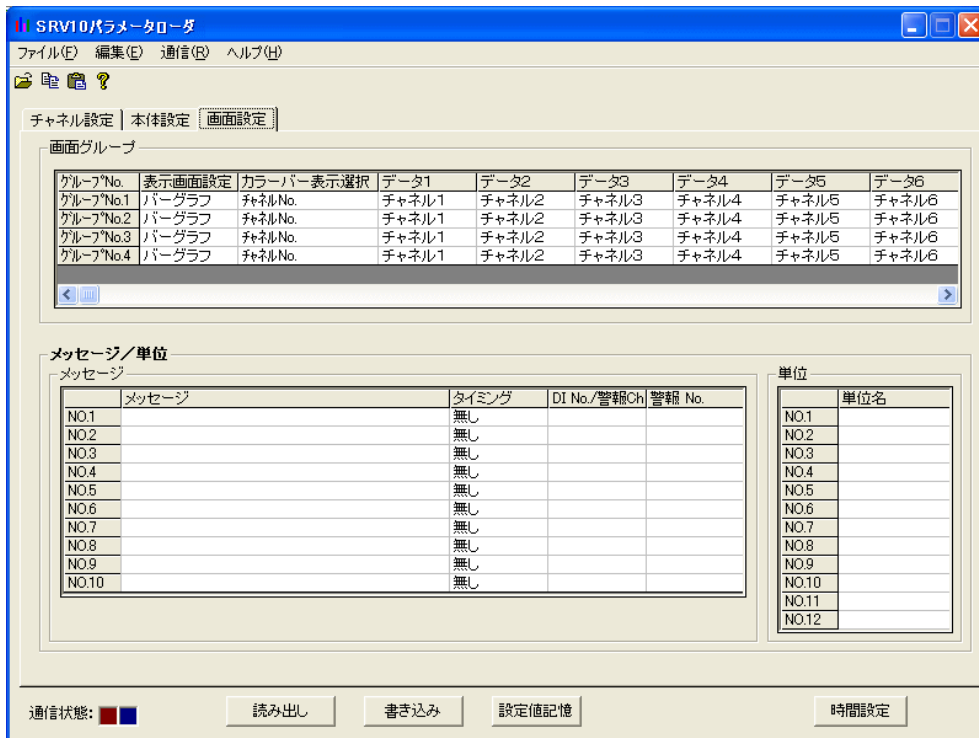 SRV10パラメータローダ
ファイル(F) 編集(E) 通信(R) ヘルプ(H)
チャネル設定 本体設定 画面設定
画面グループ
グループNo. 表示画面設定 カラーバー表示選択 データ1 データ2 データ3 データ4 データ5 データ6
グループNo.1 バーグラフ チャネルNo. チャネル1 チャネル2 チャネル3 チャネル4 チャネル5 チャネル6
グループNo.2 バーグラフ チャネルNo. チャネル1 チャネル2 チャネル3 チャネル4 チャネル5 チャネル6
グループNo.3 バーグラフ チャネルNo. チャネル1 チャネル2 チャネル3 チャネル4 チャネル5 チャネル6
グループNo.4 バーグラフ チャネルNo. チャネル1 チャネル2 チャネル3 チャネル4 チャネル5 チャネル6
メッセージ/単位
メッセージ
メッセージ タイミング DI No./警報Ch 警報 No.
NO.1 無し
NO.2 無し
NO.3 無し
NO.4 無し
NO.5 無し
NO.6 無し
NO.7 無し
NO.8 無し
NO.9 無し
NO.10 無し
単位
単位名
NO.1
NO.2
NO.3
NO.4
NO.5
NO.6
NO.7
NO.8
NO.9
NO.10
NO.11
NO.12
通信状態: 読み出し 書き込み 設定値記憶 時間設定